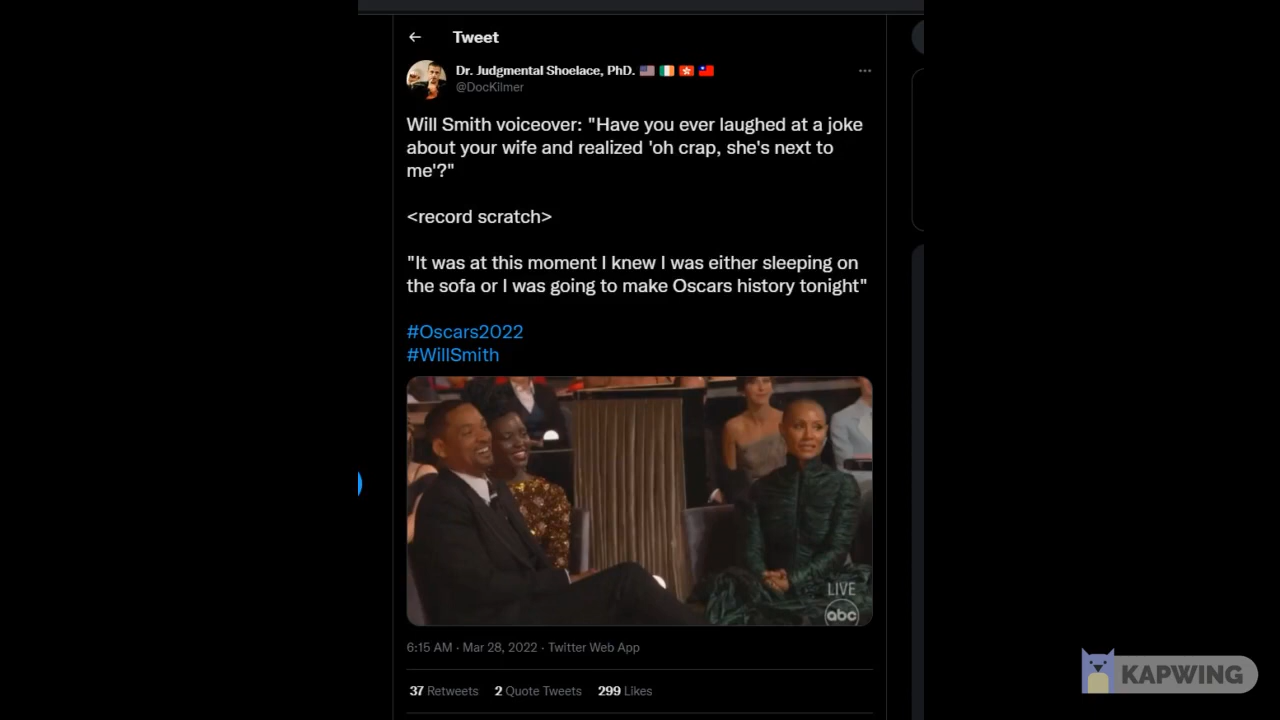 Tweet
Dr. Judgmental Shoelace, PhD.
@DocKilmer
Will Smith voiceover: "Have you ever laughed at a joke
about your wife and realized 'oh crap, she's next to
me'?"
<record scratch>
"It was at this moment I knew I was either sleeping on
the sofa or I was going to make Oscars history tonight"
#Oscars2022
#WillSmith
LIVE
abc
6:15 AM · Mar 28, 2022 · Twitter Web App
37 Retweets 2 Quote Tweets 299 Likes
KAPWING